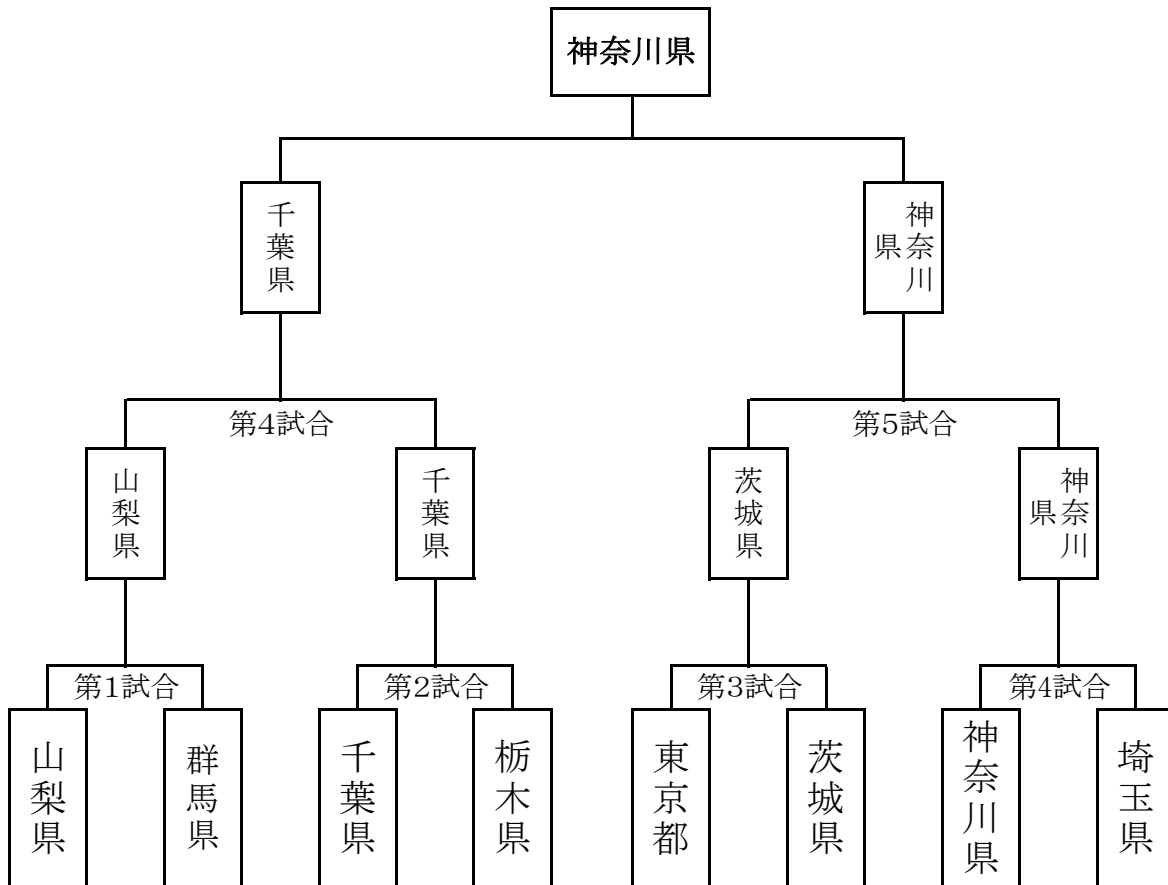 神奈川県
千葉県
神奈川県
第4試合
第5試合
山梨県
千葉県
茨城県
神奈川県
第1試合
第2試合
第3試合
第4試合
山梨県
群馬県
千葉県
栃木県
東京都
茨城県
神奈川県
埼玉県